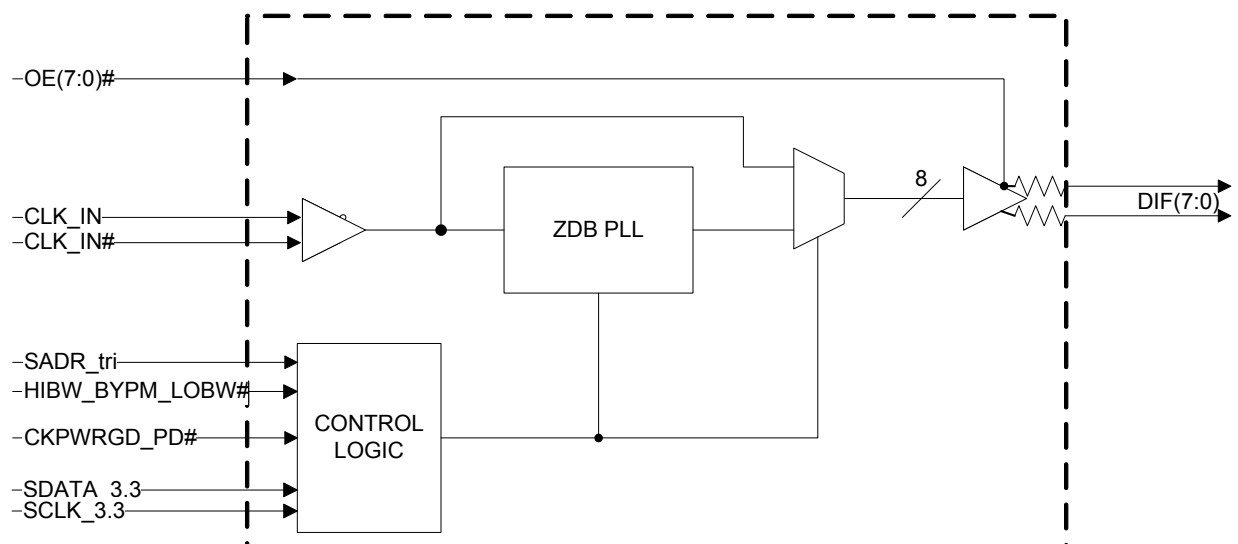 OE(7:0)#
8
CLK_IN
CLK_IN#
ZDB PLL
DIF(7:0)
SADR_tri
HIBW_BYPM_LOBW#
CKPWRGD_PD#
CONTROL
LOGIC
SDATA_3.3
SCLK_3.3